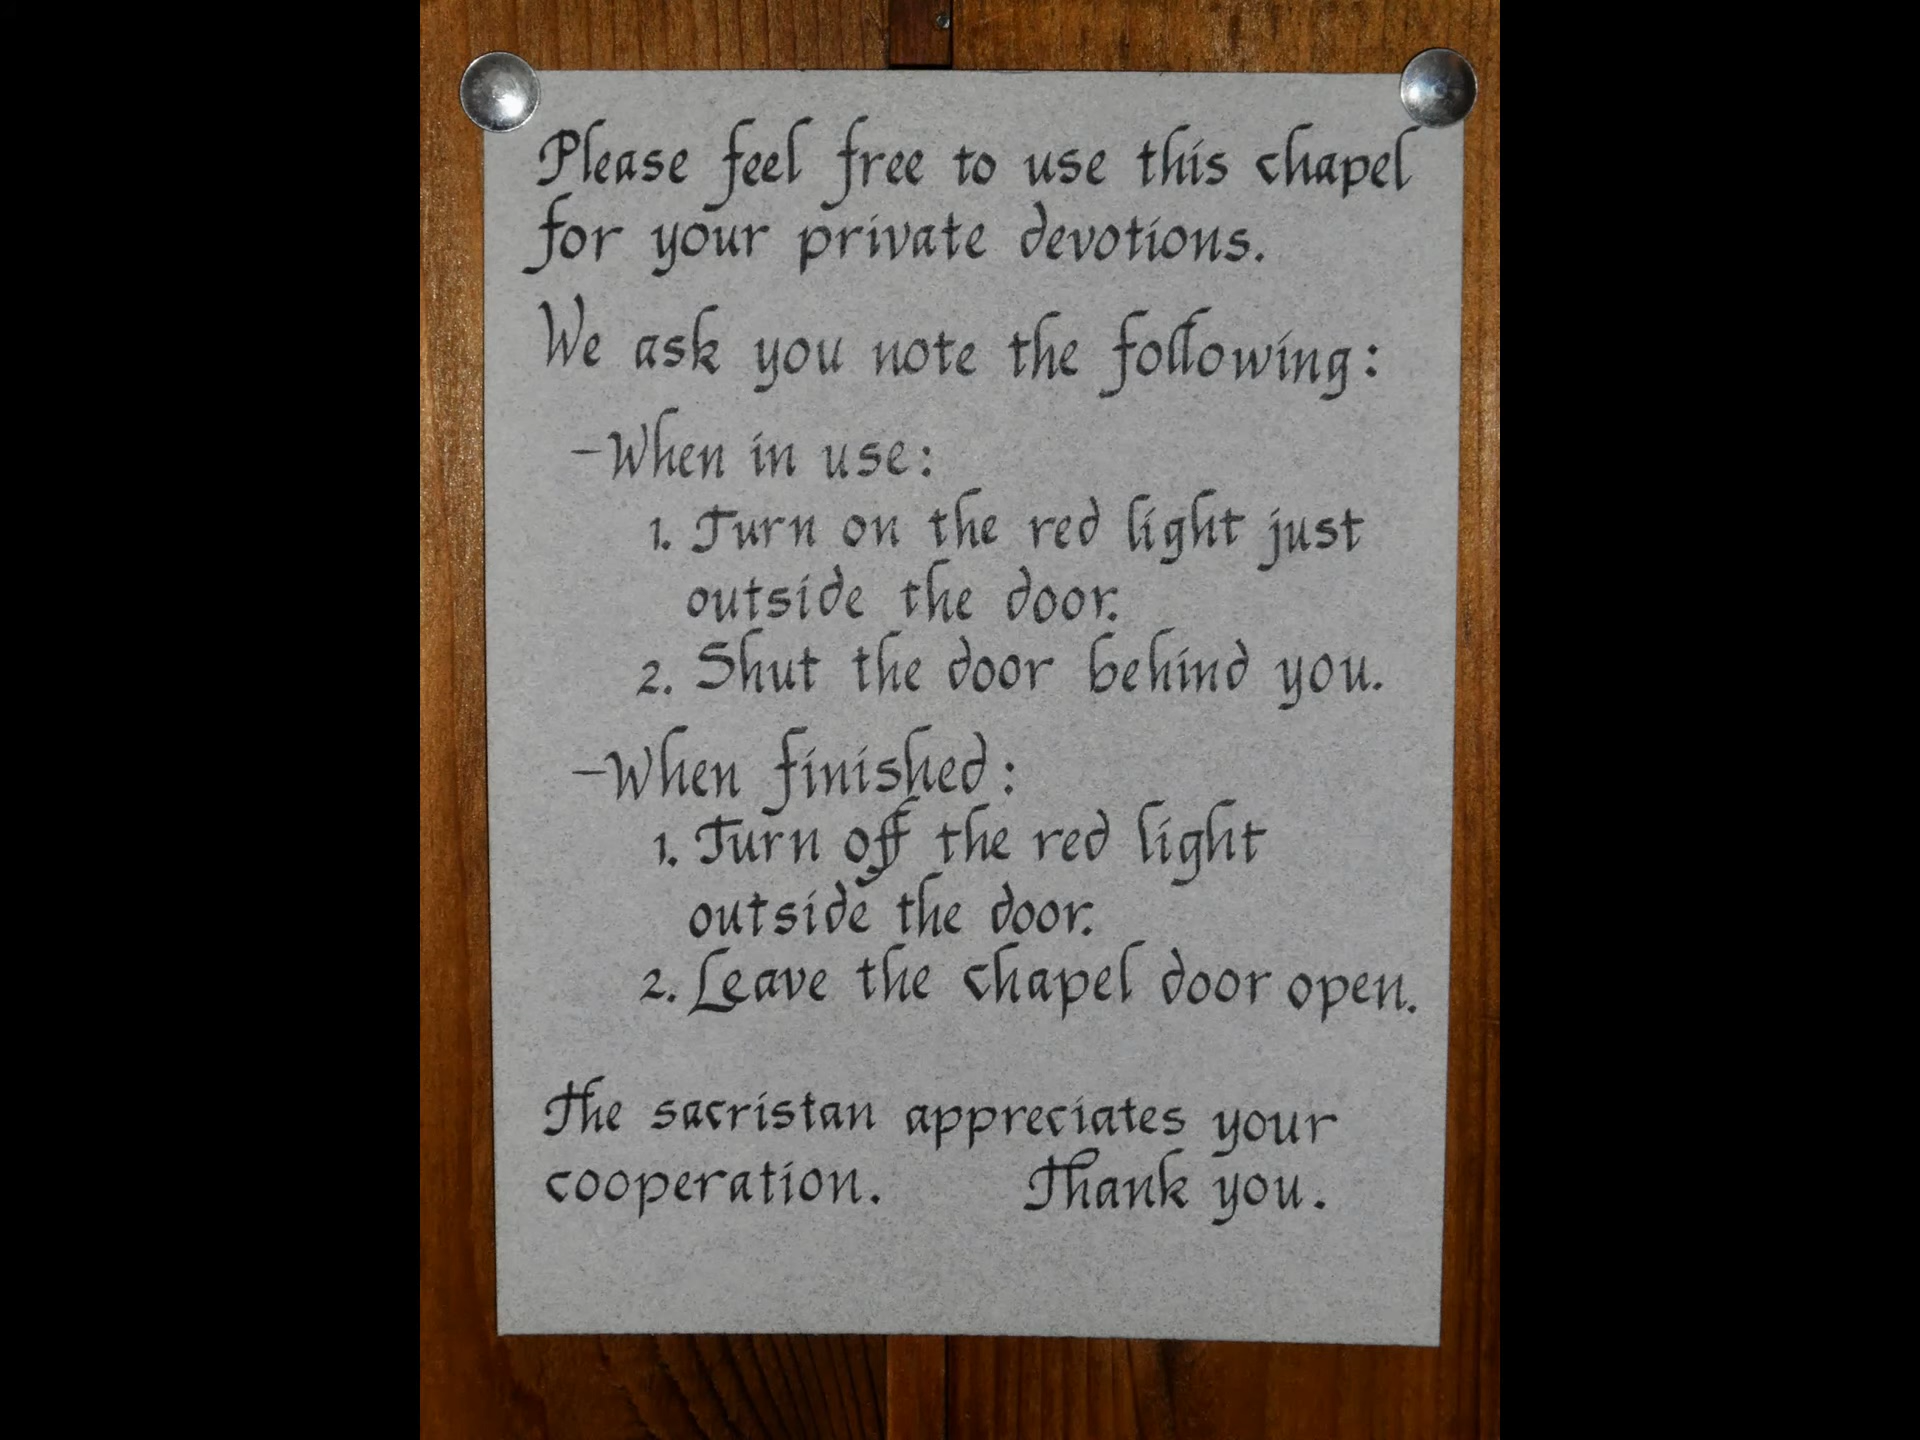 Please feel free to use this chapel
for your private devotions.
We ask you note the following:
-When in use:
1. Turn on the red light just
outside the door.
2. Shut the door behind you.
-When finished:
1. Turn off the red light
outside the door.
2. Leave the chapel door open.
The sacristan appreciates your
cooperation. Thank you.